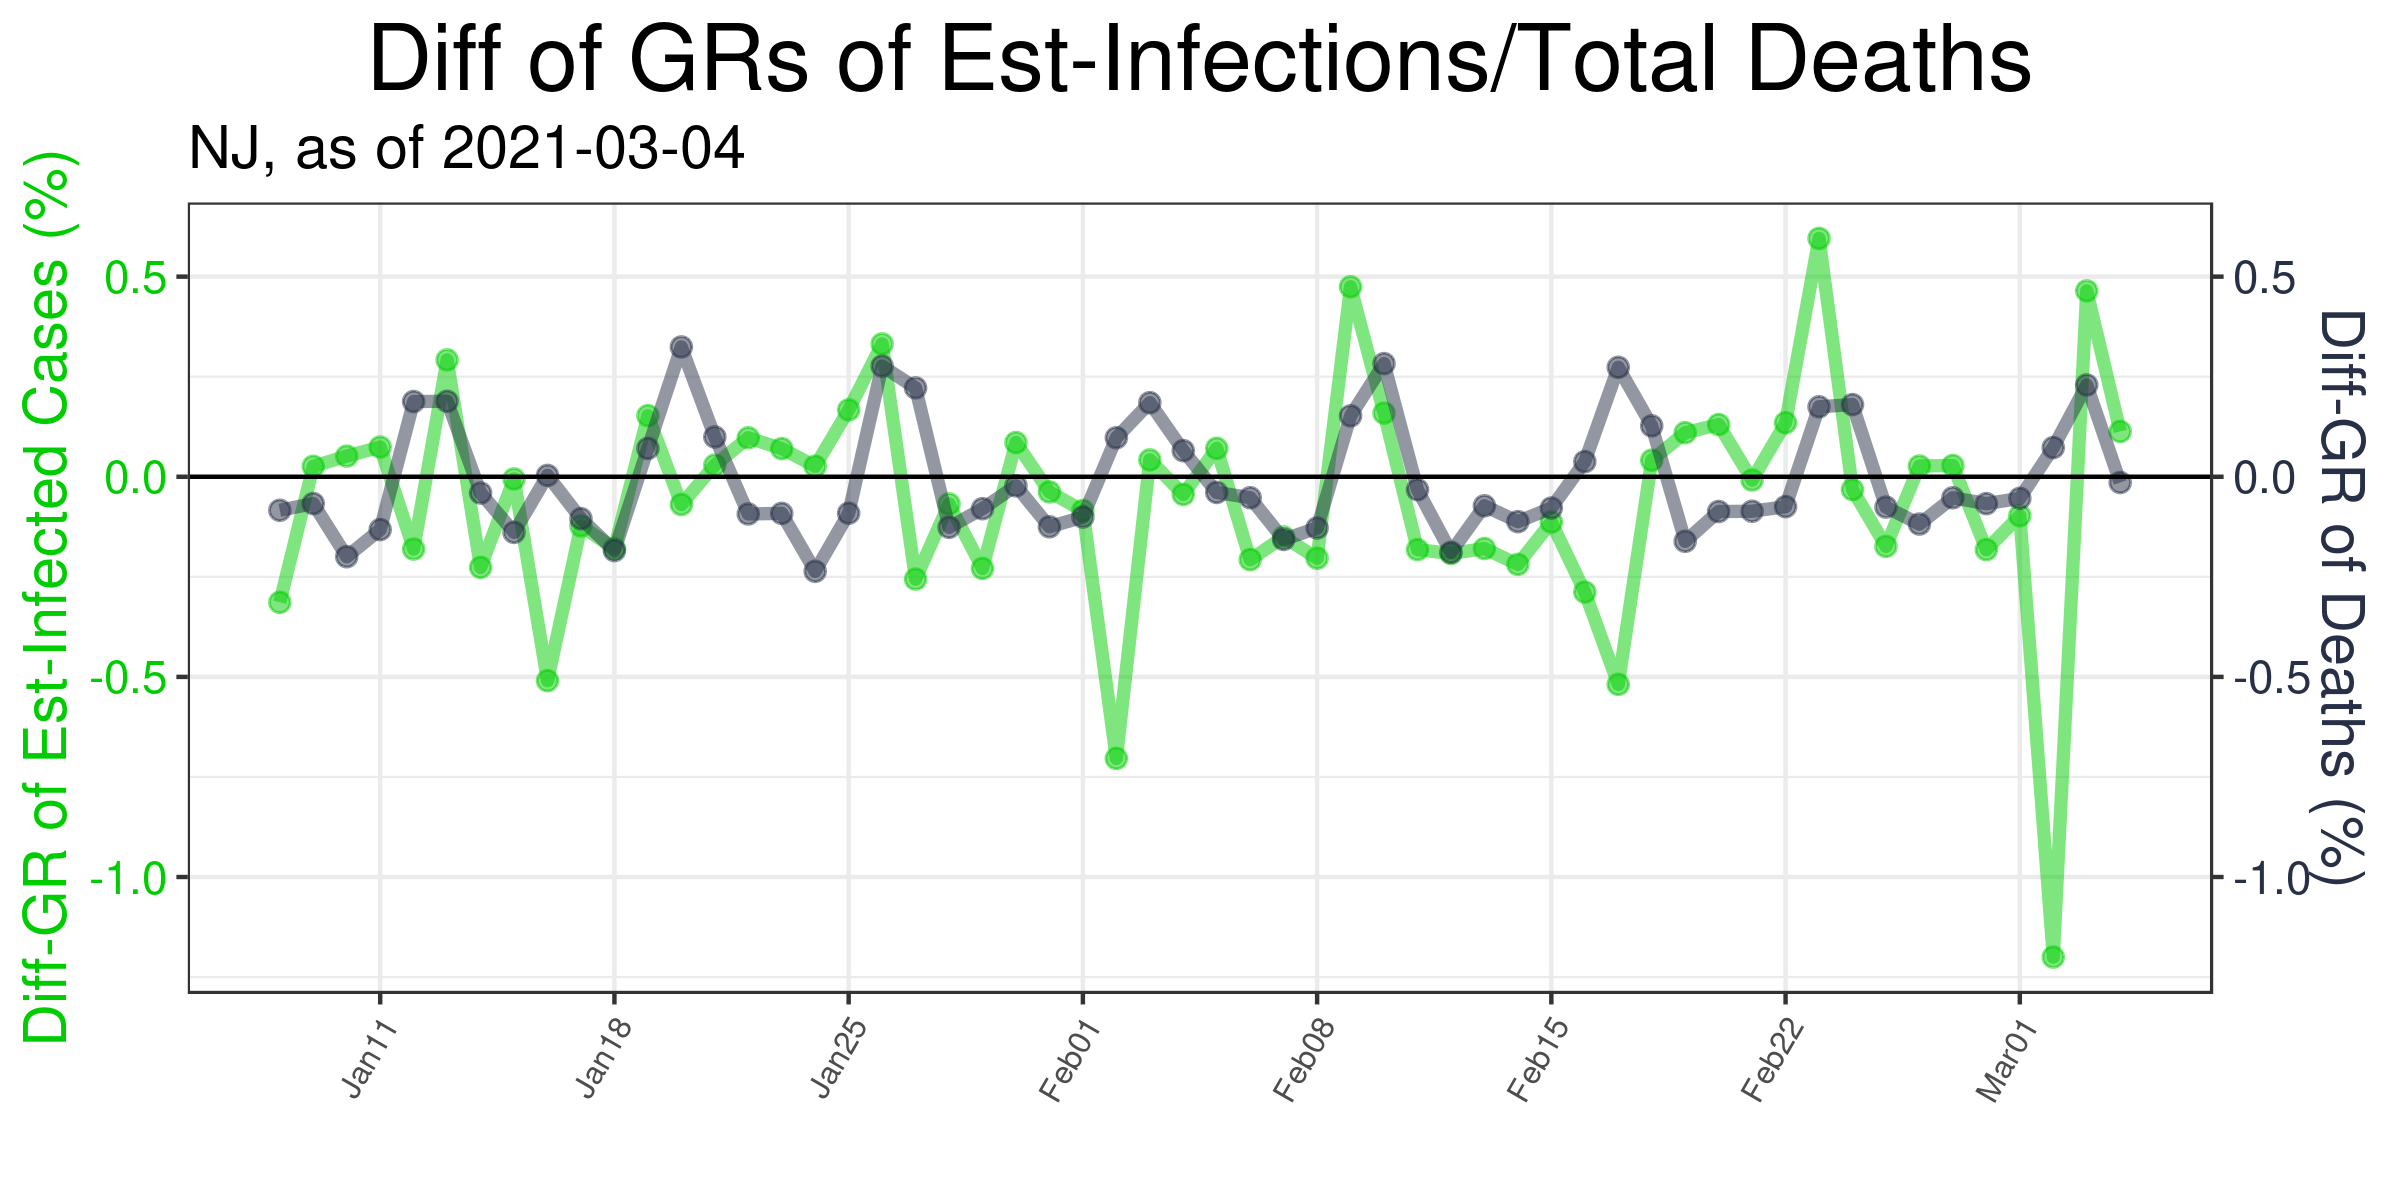 Diff of GRs of Est-Infections/Total Deaths
NJ, as of 2021-03-04
Diff-GR of Est-Infected Cases (%)
0.5
0.0
-0.5
-1.0
0.5
0.0
-0.5
-1.0
Diff-GR of Deaths (%)
Jan11
Jan18
Jan25
Feb01
Feb08
Feb15
Feb22
Mar01